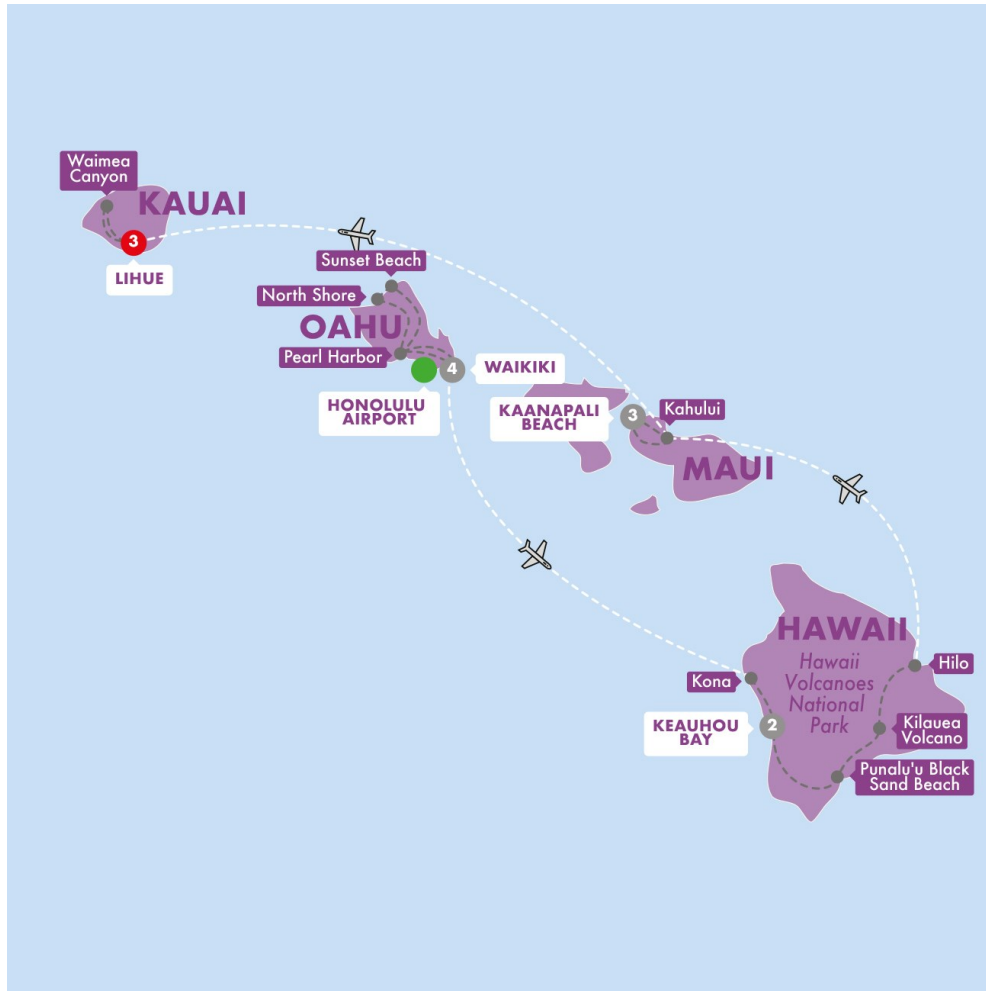 Waimea
Canyon
KAUAI
3
LIHUE
Sunset Beach
North Shore
OAHU
Pearl Harbor
4
WAIKIKI
HONOLULU
AIRPORT
KAANAPALI
BEACH
3
Kahului
MAUI
HAWAII
Hawaii
Volcanoes
National
Park
Hilo
Kona
KEAUHOU
BAY
2
Kilauea
Volcano
Punalu'u Black
Sand Beach